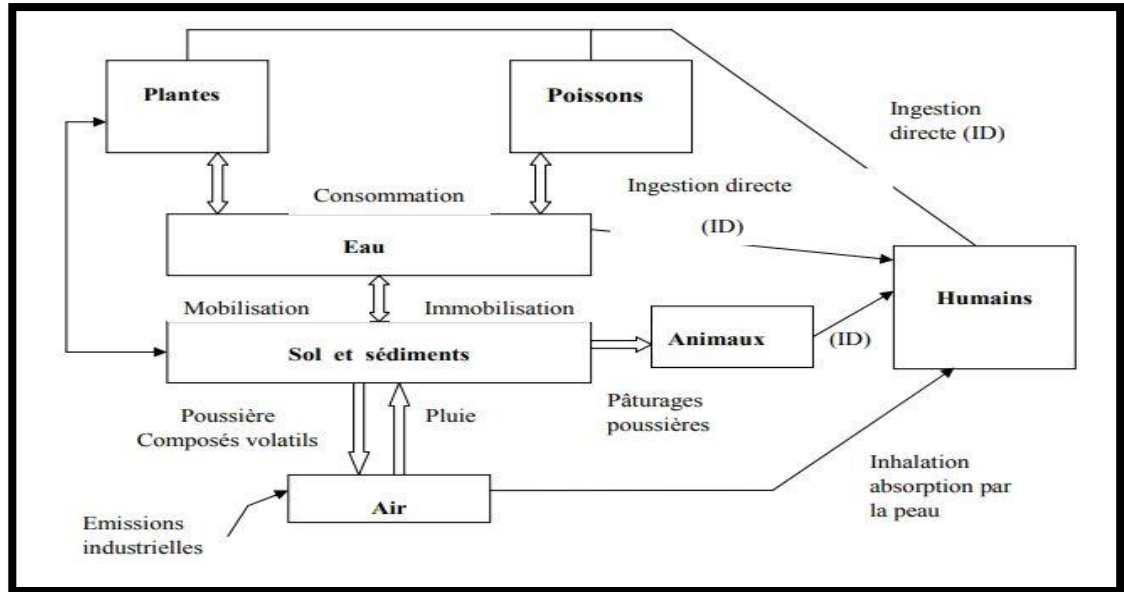 Plantes
Poissons
Ingestion
directe (ID)
Ingestion directe
(ID)
Consommation
Eau
Humains
Mobilisation
Immobilisation
Animaux
(ID)
Sol et sédiments
Poussière
Composés volatils
Pluie
Pâturages
poussières
Inhalation
absorption par
la peau
Air
Emissions
industrielles